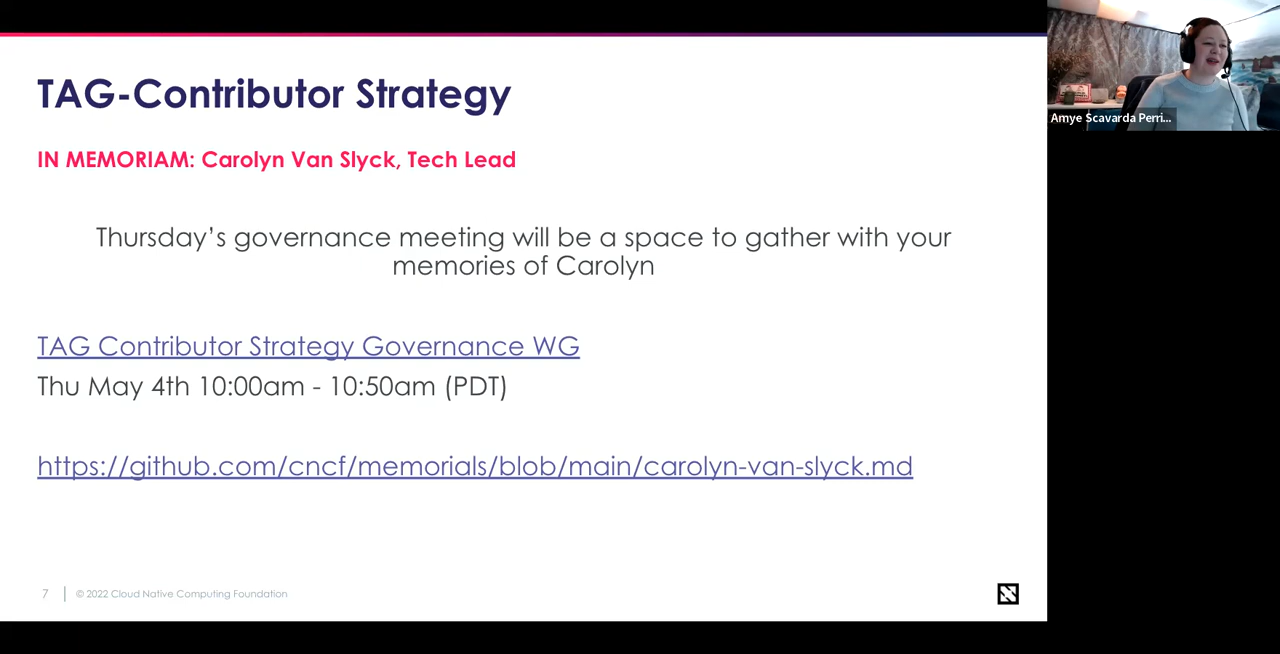 TAG-Contributor Strategy
IN MEMORIAM: Carolyn Van Slyck, Tech Lead
Thursday’s governance meeting will be a space to gather with your
memories of Carolyn
TAG Contributor Strategy Governance WG
Thu May 4th 10:00am - 10:50am (PDT)
https://github.com/cncf/memorials/blob/main/carolyn-van-slyck.md
7
© 2022 Cloud Native Computing Foundation
Amye Scavarda Perri...